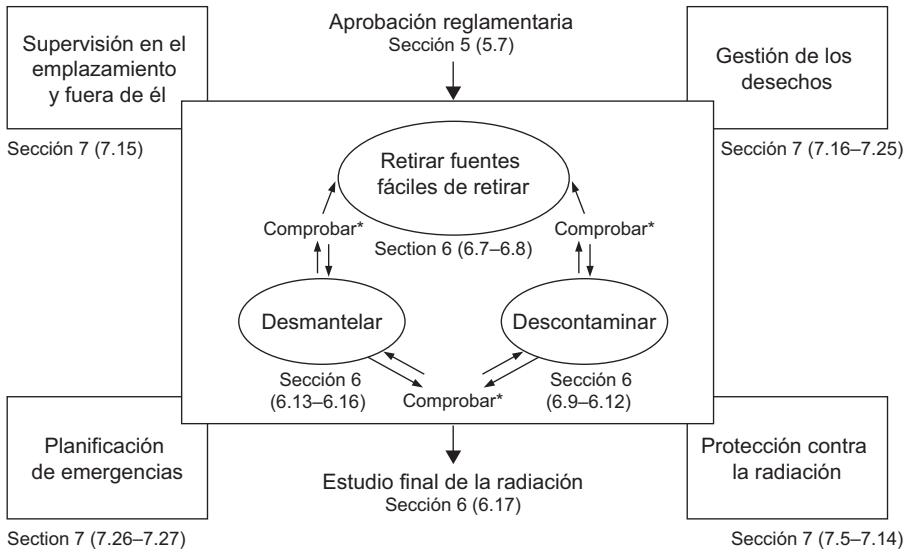 Supervisión en el
emplazamiento
y fuera de él
Sección 7 (7.15)
Aprobación reglamentaria
Sección 5 (5.7)
Gestión de los
desechos
Sección 7 (7.16–7.25)
Retirar fuentes
fáciles de retirar
Comprobar*
Comprobar*
Section 6 (6.7–6.8)
Desmantelar
Descontaminar
Sección 6
(6.13–6.16)
Comprobar*
Sección 6
(6.9–6.12)
Planificación
de emergencias
Section 7 (7.26–7.27)
Estudio final de la radiación
Sección 6 (6.17)
Protección contra
la radiación
Sección 7 (7.5–7.14)